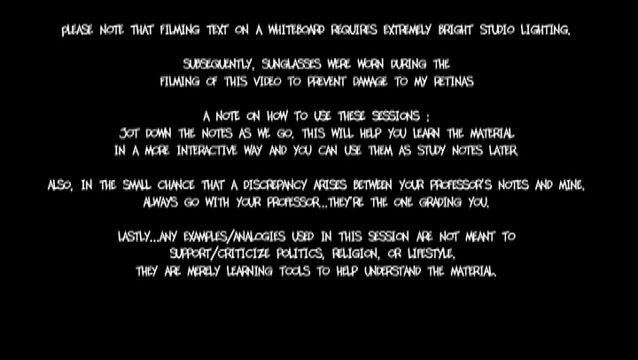 PLEASE NOTE THAT FILMING TEXT ON A WHITEBOARD REQUIRES EXTREMELY BRIGHT STUDIO LIGHTING.
SUBSEQUENTLY, SUNGLASSES WERE WORN DURING THE
FILMING OF THIS VIDEO TO PREVENT DAMAGE TO MY RETINAS
A NOTE ON HOW TO USE THESE SESSIONS :
JOT DOWN THE NOTES AS WE GO. THIS WILL HELP YOU LEARN THE MATERIAL
IN A MORE INTERACTIVE WAY AND YOU CAN USE THEM AS STUDY NOTES LATER.
ALSO, IN THE SMALL CHANCE THAT A DISCREPANCY ARISES BETWEEN YOUR PROFESSOR'S NOTES AND MINE,
ALWAYS GO WITH YOUR PROFESSOR...THEY'RE THE ONE GRADING YOU.
LASTLY...ANY EXAMPLES/ANALOGIES USED IN THIS SESSION ARE NOT MEANT TO
SUPPORT/CRITICIZE POLITICS, RELIGION, OR LIFESTYLE.
THEY ARE MERELY LEARNING TOOLS TO HELP UNDERSTAND THE MATERIAL.